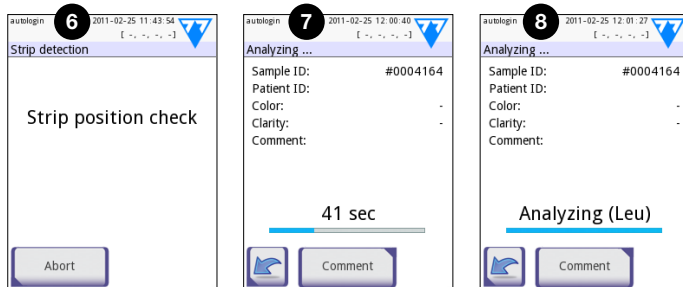 6
autologin 2011-02-25 11:43:54
[ -, -, -, -]
Strip detection
Strip position check
Abort
7
autologin 2011-02-25 12:00:40
[ -, -, -, -]
Analyzing ...
Sample ID: #0004164
Patient ID:
Color: -
Clarity: -
Comment:
41 sec
Comment
8
autologin 2011-02-25 12:01:27
[ -, -, -, -]
Analyzing ...
Sample ID: #0004164
Patient ID:
Color: -
Clarity: -
Comment:
Analyzing (Leu)
Comment